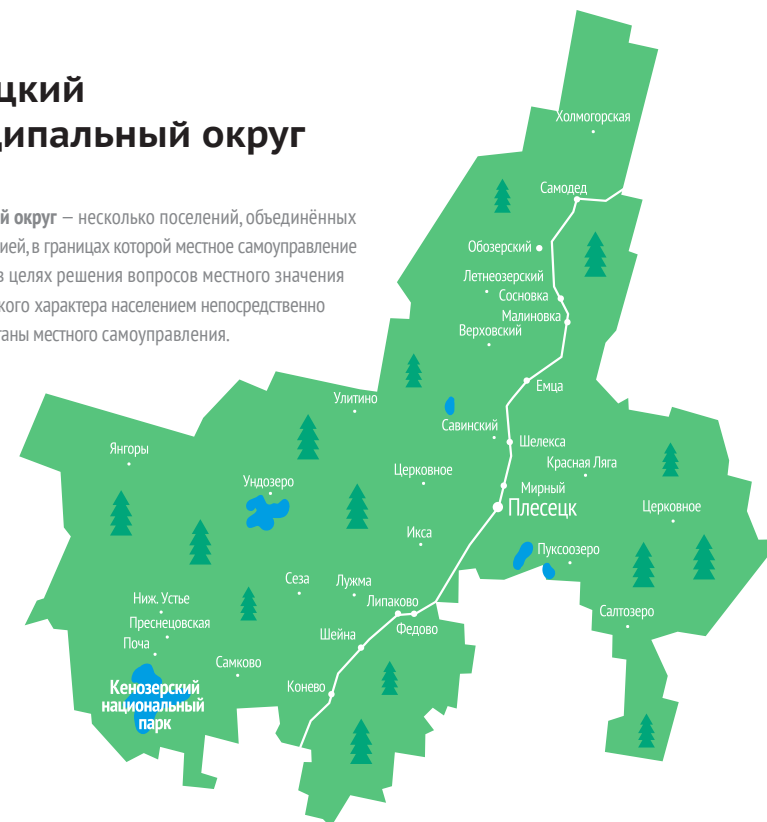 цкий
ципальный округ
й округ — несколько поселений, объединённых
ией, в границах которой местное самоуправление
в целях решения вопросов местного значения
кого характера населением непосредственно
ганы местного самоуправления.
Холмогорская
Самодед
Обозерский
Летнеозерский
Сосновка
Малиновка
Верховский
Емца
Улитино
Савинский
Шелекса
Янгоры
Церковное
Красная Ляга
Ундозеро
Мирный
Плесецк
Церковное
Икса
Пуксоозеро
Сеза
Лужма
Ниж. Устье
Липаково
Салтозеро
Преснецовская
Федово
Шейна
Поча
Самково
Конево
Кенозерский
национальный
парк